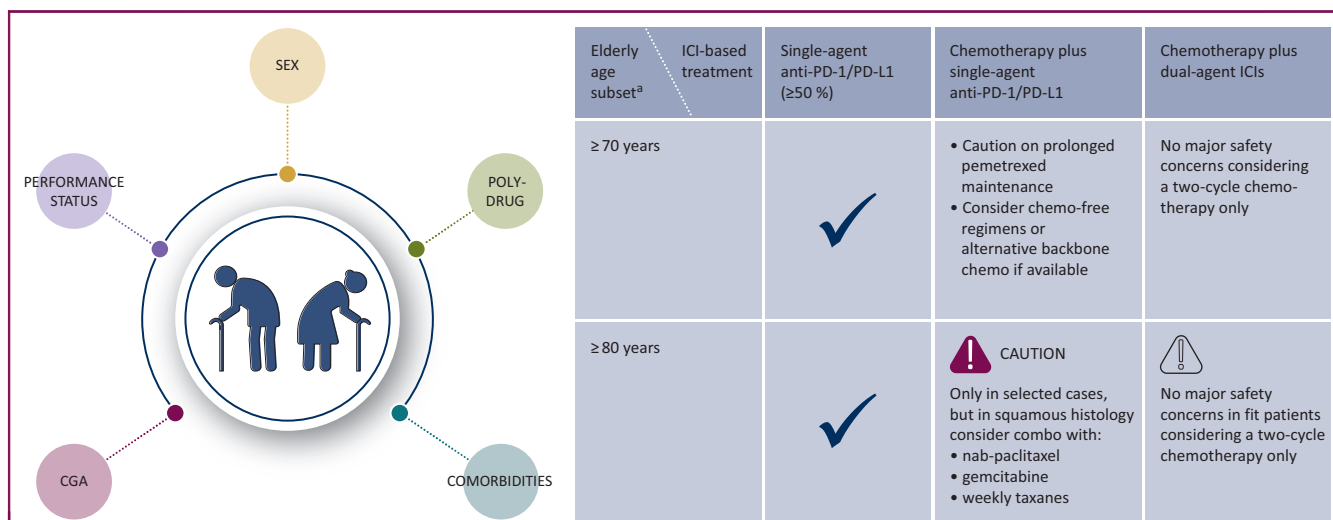 SEX
PERFORMANCE
STATUS
POLY-
DRUG
CGA
COMORBIDITIES
Elderly
age
subsetᵃ
ICI-based
treatment
Single-agent
anti-PD-1/PD-L1
(≥50 %)
Chemotherapy plus
single-agent
anti-PD-1/PD-L1
Chemotherapy plus
dual-agent ICIs
≥ 70 years
• Caution on prolonged
pemetrexed
maintenance
• Consider chemo-free
regimens or
alternative backbone
chemo if available
No major safety
concerns considering
a two-cycle chemo-
therapy only
≥ 80 years
CAUTION
Only in selected cases,
but in squamous histology
consider combo with:
• nab-paclitaxel
• gemcitabine
• weekly taxanes
No major safety
concerns in fit patients
considering a two-cycle
chemotherapy only